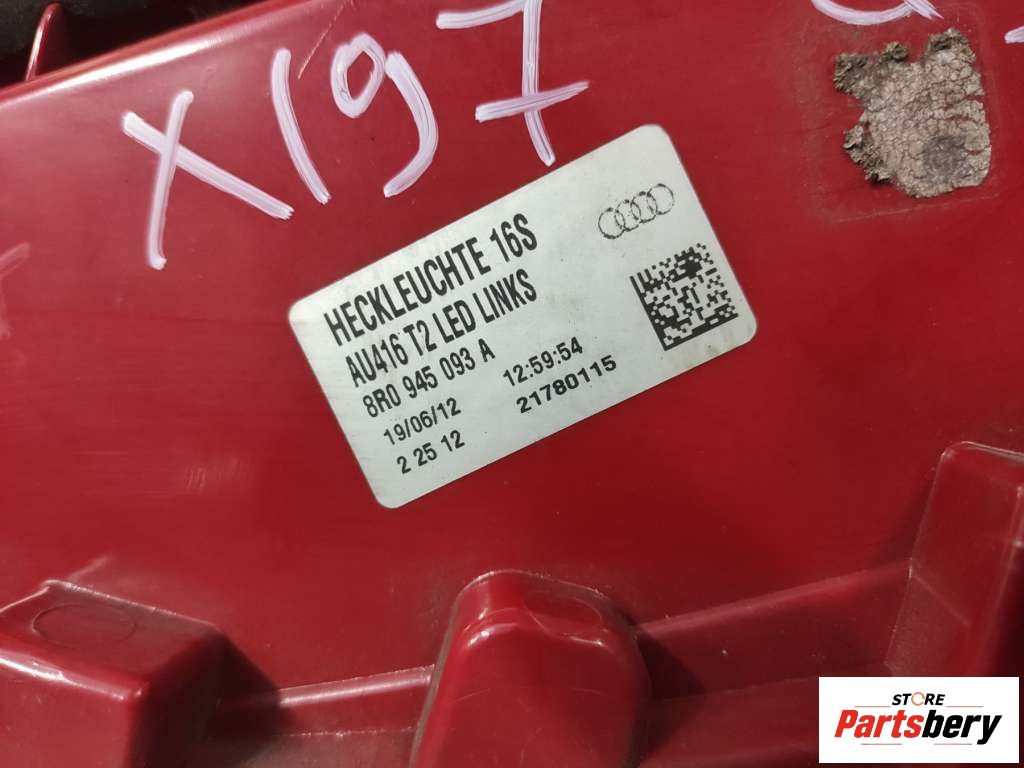 X197
HECKLEUCHTE 16S
AU416 T2 LED LINKS
8R0 945 093 A
19/06/12 12:59:54
2 25 12 21780115
STORE
Partsbery